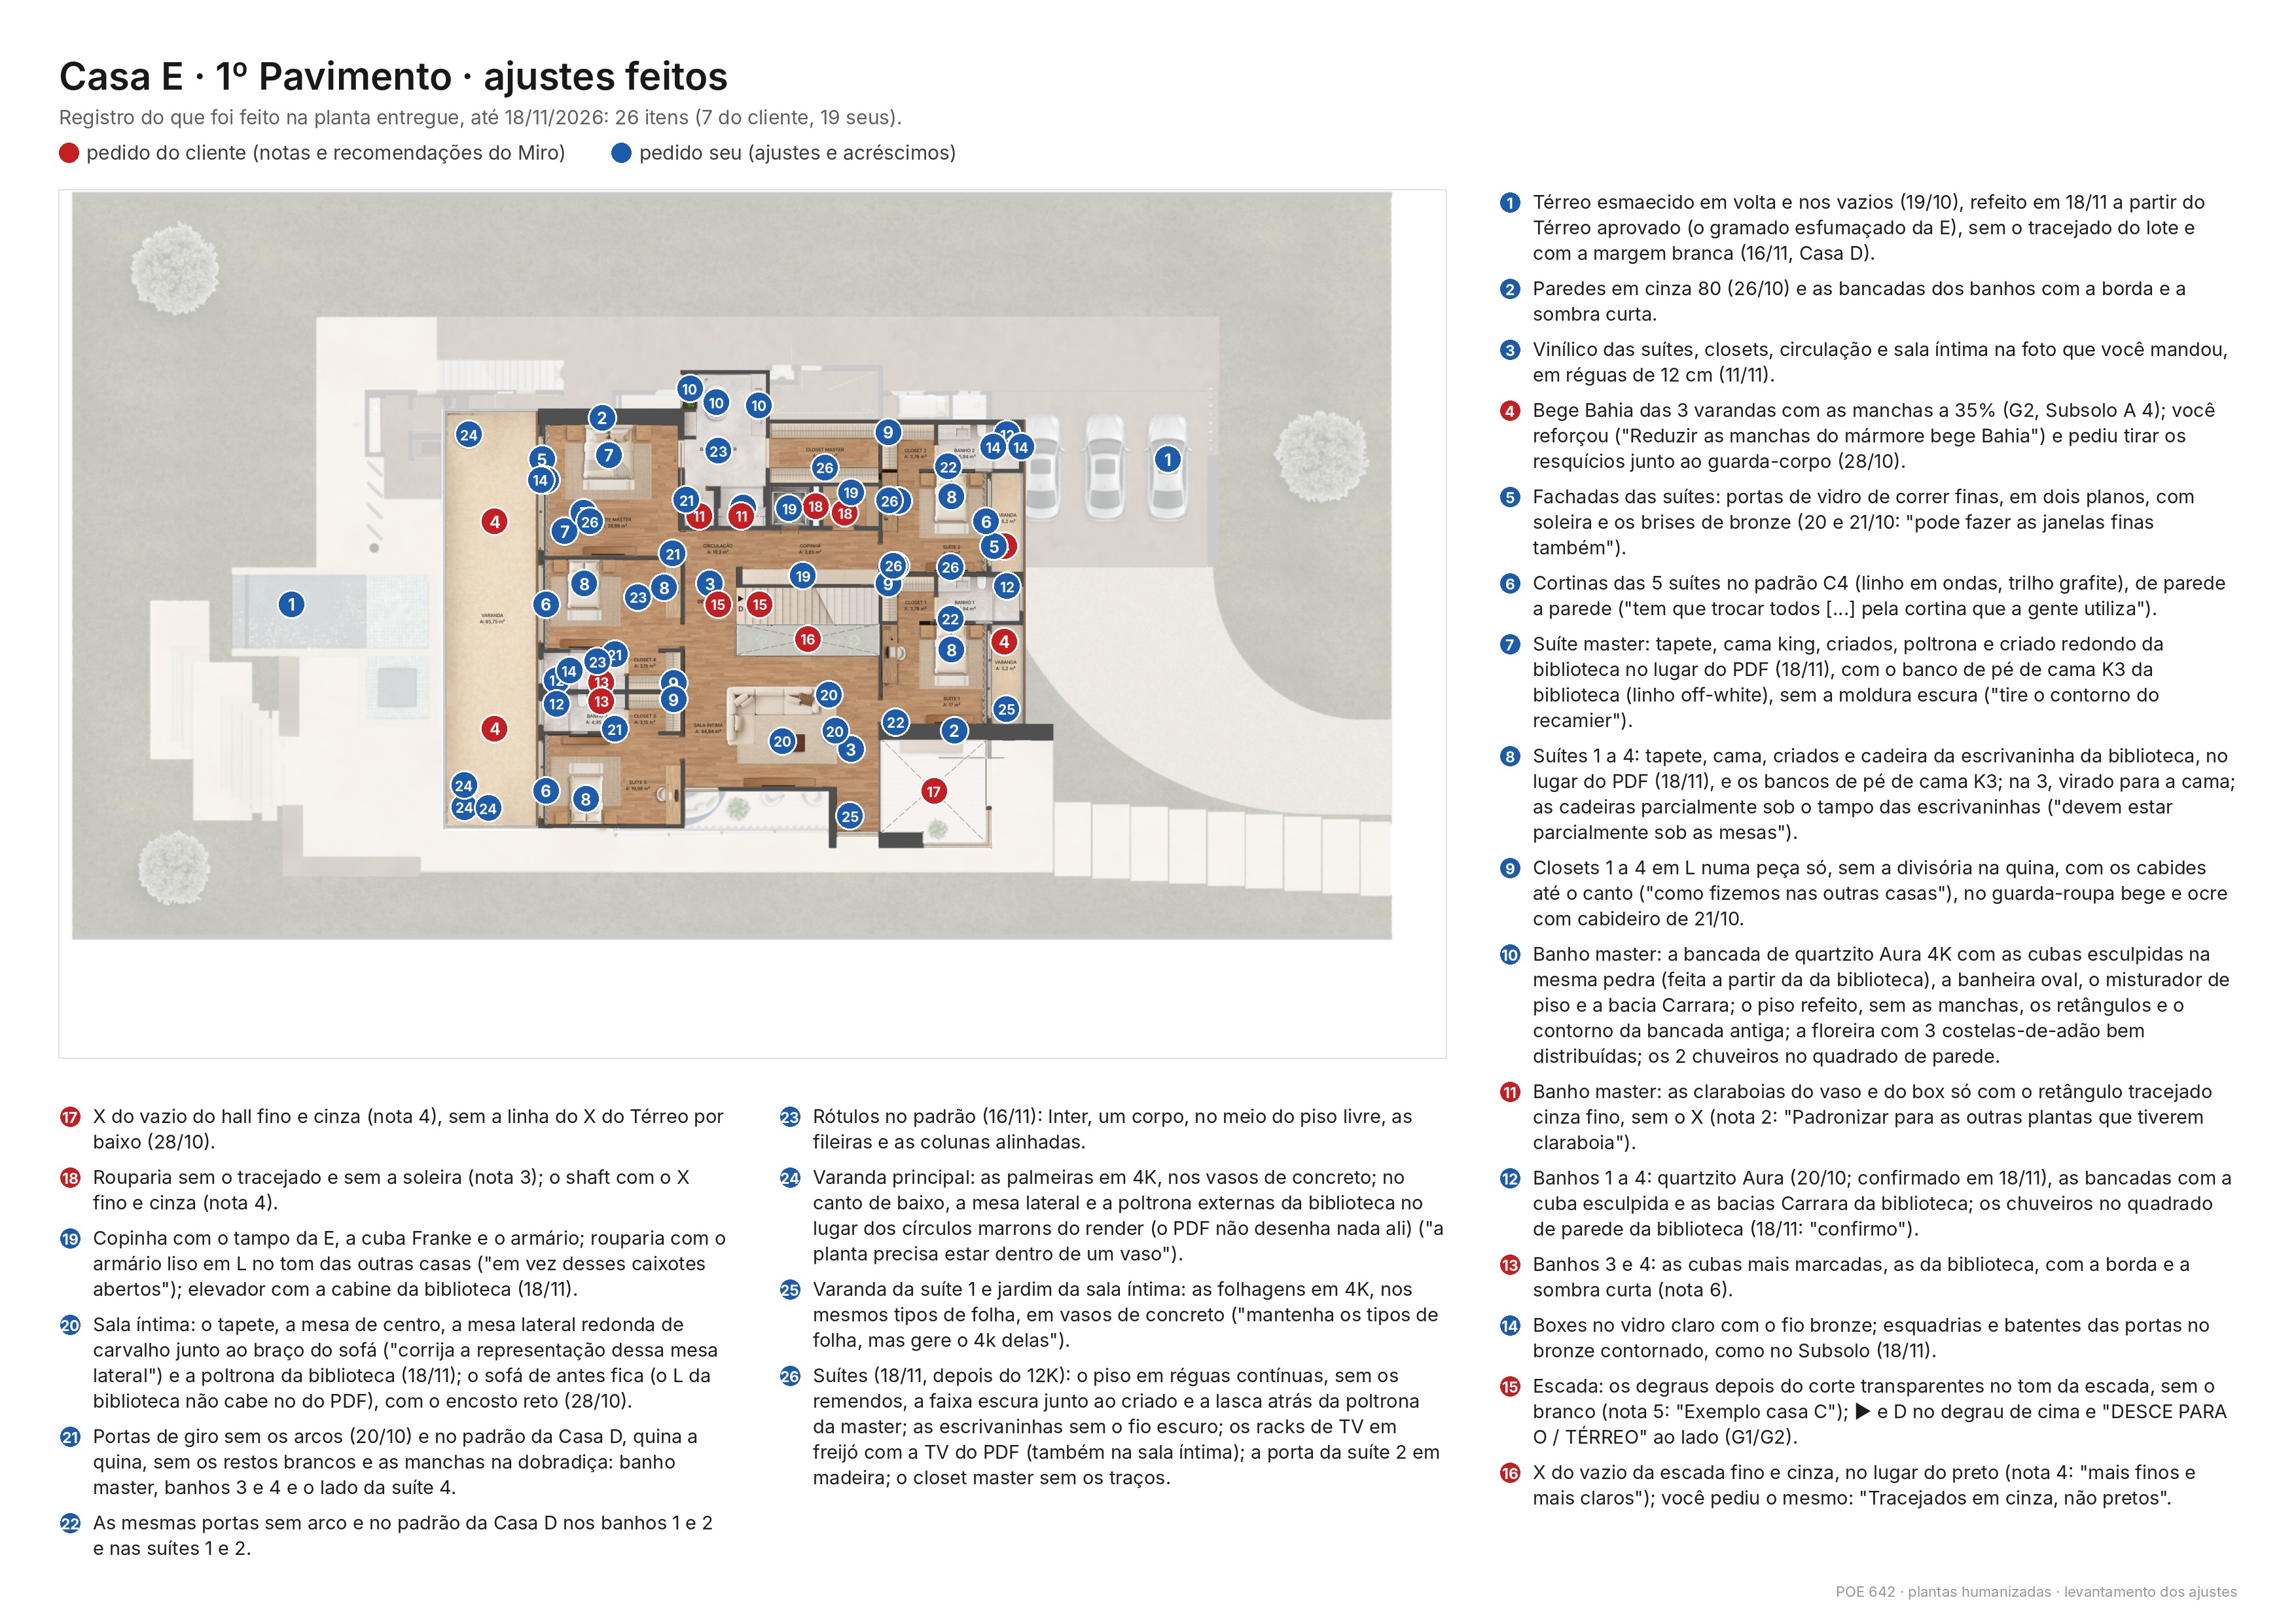 Casa E · 1º Pavimento · ajustes feitos
Registro do que foi feito na planta entregue, até 18/11/2026: 26 itens (7 do cliente, 19 seus).
pedido do cliente (notas e recomendações do Miro)
pedido seu (ajustes e acréscimos)
1 Térreo esmaecido em volta e nos vazios (19/10), refeito em 18/11 a partir do
Térreo aprovado (o gramado esfumaçado da E), sem o tracejado do lote e
com a margem branca (16/11, Casa D).
2 Paredes em cinza 80 (26/10) e as bancadas dos banhos com a borda e a
sombra curta.
3 Vinílico das suítes, closets, circulação e sala íntima na foto que você mandou,
em réguas de 12 cm (11/11).
4 Bege Bahia das 3 varandas com as manchas a 35% (G2, Subsolo A 4); você
reforçou ("Reduzir as manchas do mármore bege Bahia") e pediu tirar os
resquícios junto ao guarda-corpo (28/10).
5 Fachadas das suítes: portas de vidro de correr finas, em dois planos, com
soleira e os brises de bronze (20 e 21/10: "pode fazer as janelas finas
também").
6 Cortinas das 5 suítes no padrão C4 (linho em ondas, trilho grafite), de parede
a parede ("tem que trocar todos [...] pela cortina que a gente utiliza").
7 Suíte master: tapete, cama king, criados, poltrona e criado redondo da
biblioteca no lugar do PDF (18/11), com o banco de pé de cama K3 da
biblioteca (linho off-white), sem a moldura escura ("tire o contorno do
recamier").
8 Suítes 1 a 4: tapete, cama, criados e cadeira da escrivaninha da biblioteca, no
lugar do PDF (18/11), e os bancos de pé de cama K3; na 3, virado para a cama;
as cadeiras parcialmente sob o tampo das escrivaninhas ("devem estar
parcialmente sob as mesas").
9 Closets 1 a 4 em L numa peça só, sem a divisória na quina, com os cabides
até o canto ("como fizemos nas outras casas"), no guarda-roupa bege e ocre
com cabideiro de 21/10.
10 Banho master: a bancada de quartzito Aura 4K com as cubas esculpidas na
mesma pedra (feita a partir da da biblioteca), a banheira oval, o misturador de
piso e a bacia Carrara; o piso refeito, sem as manchas, os retângulos e o
contorno da bancada antiga; a floreira com 3 costelas-de-adão bem
distribuídas; os 2 chuveiros no quadrado de parede.
11 Banho master: as claraboias do vaso e do box só com o retângulo tracejado
cinza fino, sem o X (nota 2: "Padronizar para as outras plantas que tiverem
claraboia").
12 Banhos 1 a 4: quartzito Aura (20/10; confirmado em 18/11), as bancadas com a
cuba esculpida e as bacias Carrara da biblioteca; os chuveiros no quadrado
de parede da biblioteca (18/11: "confirmo").
13 Banhos 3 e 4: as cubas mais marcadas, as da biblioteca, com a borda e a
sombra curta (nota 6).
14 Boxes no vidro claro com o fio bronze; esquadrias e batentes das portas no
bronze contornado, como no Subsolo (18/11).
15 Escada: os degraus depois do corte transparentes no tom da escada, sem o
branco (nota 5: "Exemplo casa C"); ▶ e D no degrau de cima e "DESCE PARA
O / TÉRREO" ao lado (G1/G2).
16 X do vazio da escada fino e cinza, no lugar do preto (nota 4: "mais finos e
mais claros"); você pediu o mesmo: "Tracejados em cinza, não pretos".
17 X do vazio do hall fino e cinza (nota 4), sem a linha do X do Térreo por
baixo (28/10).
18 Rouparia sem o tracejado e sem a soleira (nota 3); o shaft com o X
fino e cinza (nota 4).
19 Copinha com o tampo da E, a cuba Franke e o armário; rouparia com o
armário liso em L no tom das outras casas ("em vez desses caixotes
abertos"); elevador com a cabine da biblioteca (18/11).
20 Sala íntima: o tapete, a mesa de centro, a mesa lateral redonda de
carvalho junto ao braço do sofá ("corrija a representação dessa mesa
lateral") e a poltrona da biblioteca (18/11); o sofá de antes fica (o L da
biblioteca não cabe no do PDF), com o encosto reto (28/10).
21 Portas de giro sem os arcos (20/10) e no padrão da Casa D, quina a
quina, sem os restos brancos e as manchas na dobradiça: banho
master, banhos 3 e 4 e o lado da suíte 4.
22 As mesmas portas sem arco e no padrão da Casa D nos banhos 1 e 2
e nas suítes 1 e 2.
23 Rótulos no padrão (16/11): Inter, um corpo, no meio do piso livre, as
fileiras e as colunas alinhadas.
24 Varanda principal: as palmeiras em 4K, nos vasos de concreto; no
canto de baixo, a mesa lateral e a poltrona externas da biblioteca no
lugar dos círculos marrons do render (o PDF não desenha nada ali) ("a
planta precisa estar dentro de um vaso").
25 Varanda da suíte 1 e jardim da sala íntima: as folhagens em 4K, nos
mesmos tipos de folha, em vasos de concreto ("mantenha os tipos de
folha, mas gere o 4k delas").
26 Suítes (18/11, depois do 12K): o piso em réguas contínuas, sem os
remendos, a faixa escura junto ao criado e a lasca atrás da poltrona
da master; as escrivaninhas sem o fio escuro; os racks de TV em
freijó com a TV do PDF (também na sala íntima); a porta da suíte 2 em
madeira; o closet master sem os traços.
POE 642 · plantas humanizadas · levantamento dos ajustes